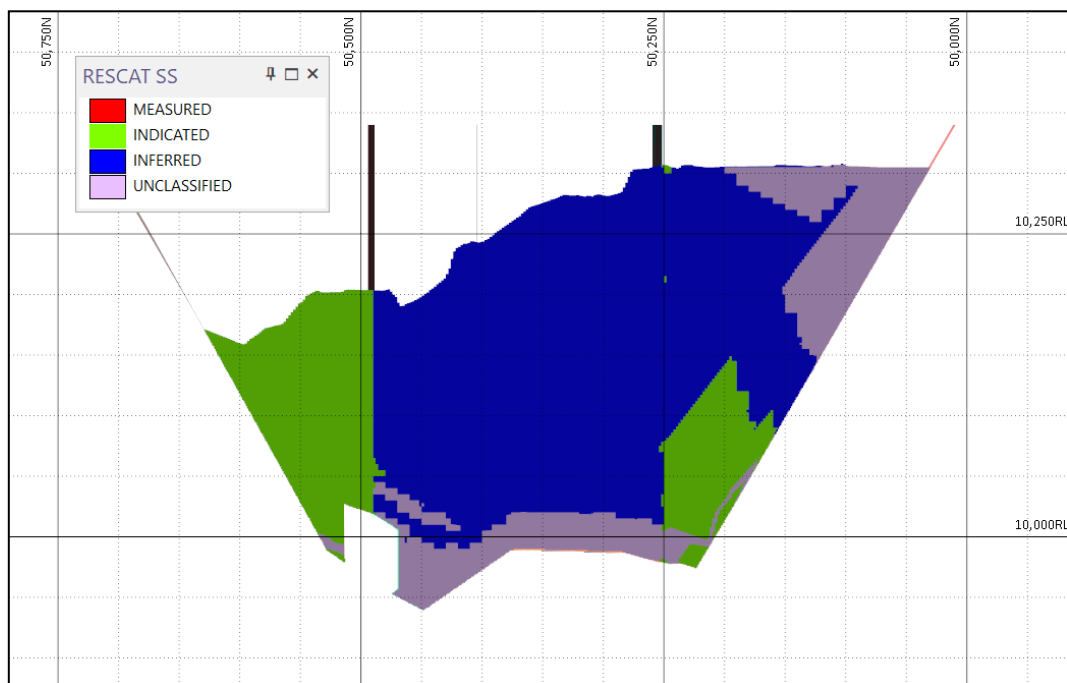 50,750N
50,500N
50,250N
50,000N
RESCAT SS
MEASURED
INDICATED
INFERRED
UNCLASSIFIED
10,250RL
10,000RL